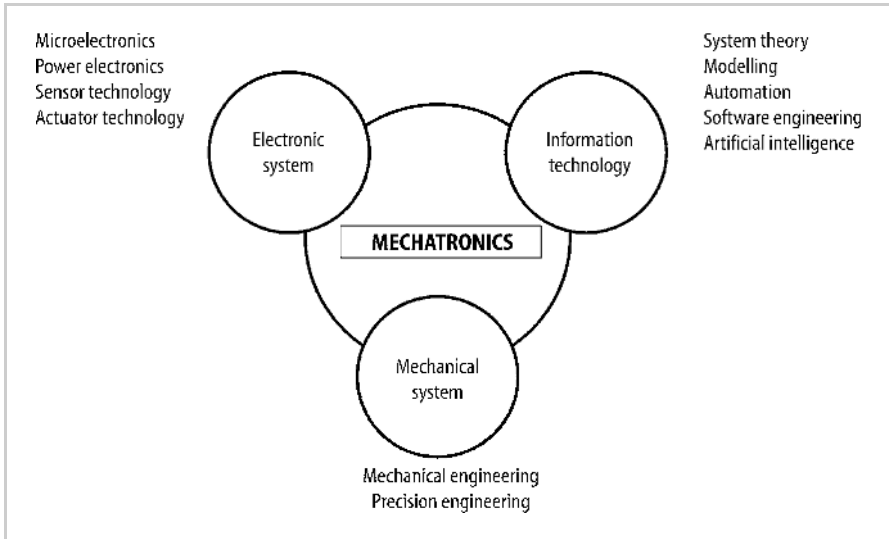 Microelectronics
Power electronics
Sensor technology
Actuator technology
System theory
Modelling
Automation
Software engineering
Artificial intelligence
Electronic
system
Information
technology
MECHATRONICS
Mechanical
system
Mechanical engineering
Precision engineering